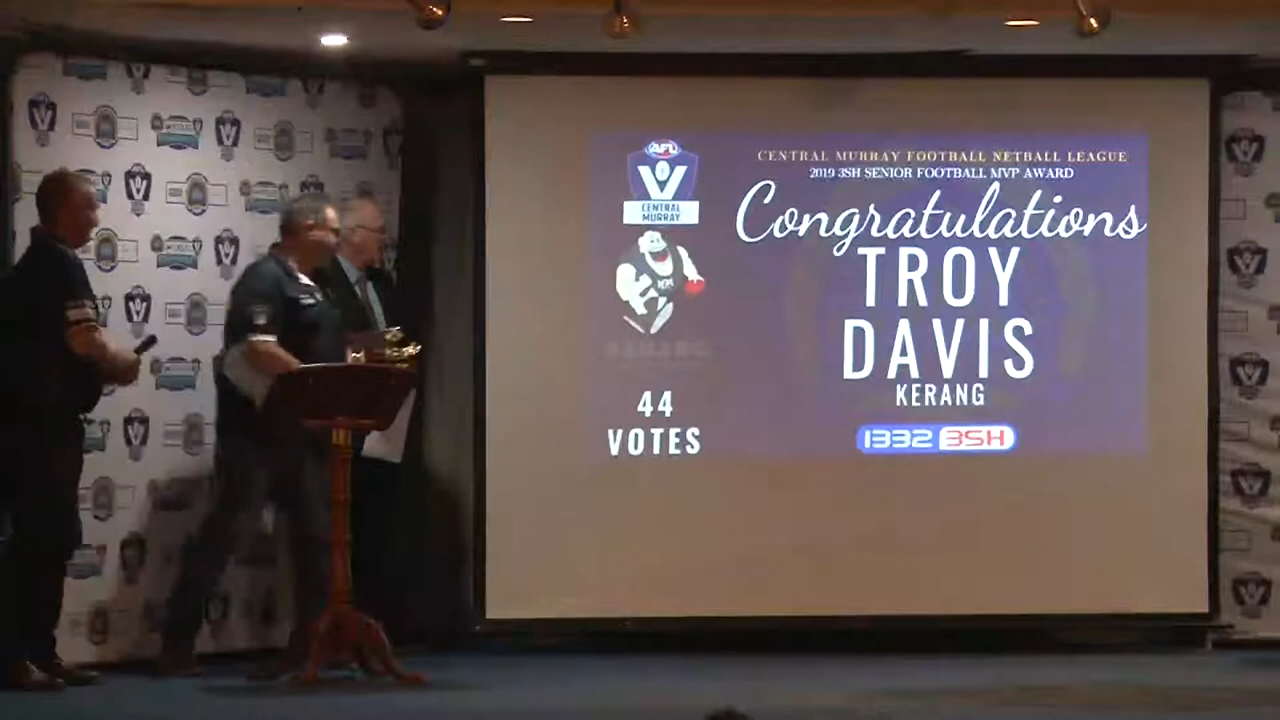 AFL
V
CENTRAL
MURRAY
CENTRAL MURRAY FOOTBALL NETBALL LEAGUE
2019 3SH SENIOR FOOTBALL MVP AWARD
Congratulations
TROY
DAVIS
KERANG
44
VOTES
1332 3SH